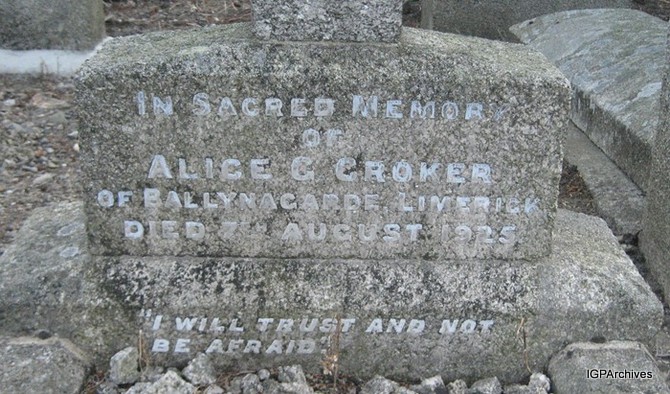 In Sacred Memory
of
Alice G Croker
of Ballynagarde, Limerick
Died 7th August 1925
"I will trust and not
be afraid."
IGPArchives